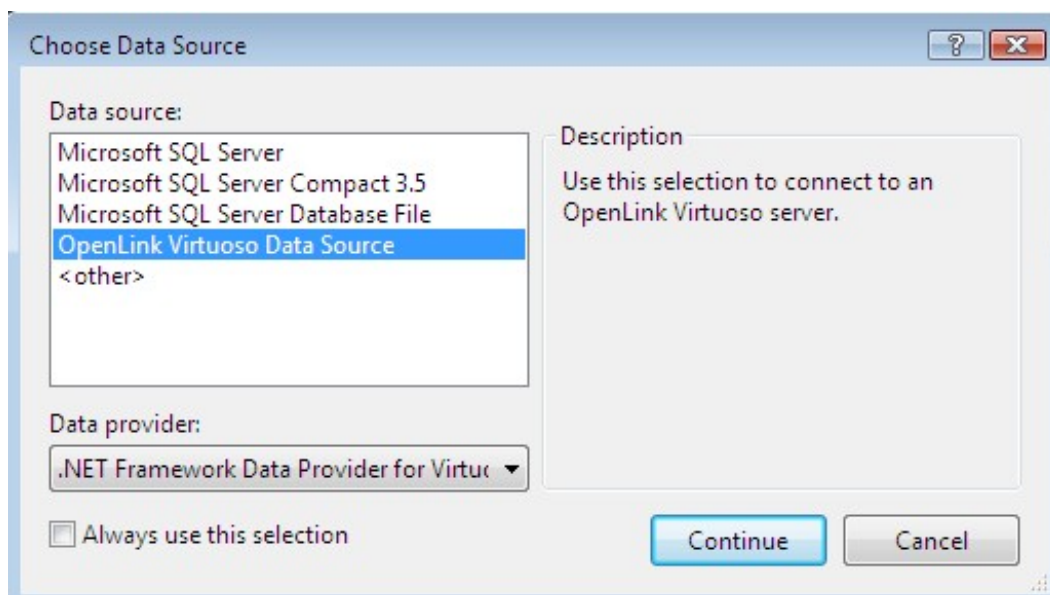 Choose Data Source
Data source:
Microsoft SQL Server
Microsoft SQL Server Compact 3.5
Microsoft SQL Server Database File
OpenLink Virtuoso Data Source
<other>
Description
Use this selection to connect to an
OpenLink Virtuoso server.
Data provider:
.NET Framework Data Provider for Virtuo
Always use this selection
Continue
Cancel